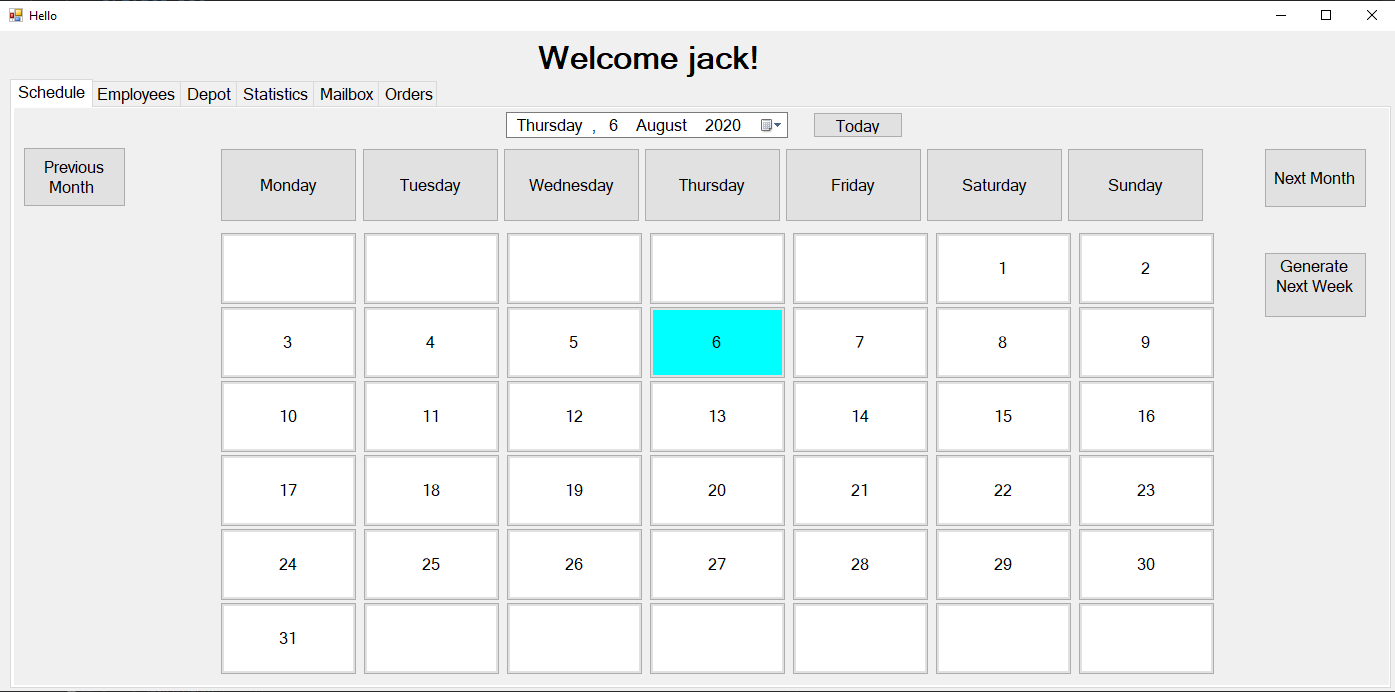 Hello
Welcome jack!
Schedule Employees Depot Statistics Mailbox Orders
Thursday , 6 August 2020 Today
Previous
Month
Monday Tuesday Wednesday Thursday Friday Saturday Sunday
Next Month
1 2
Generate
Next Week
3 4 5 6 7 8 9
10 11 12 13 14 15 16
17 18 19 20 21 22 23
24 25 26 27 28 29 30
31